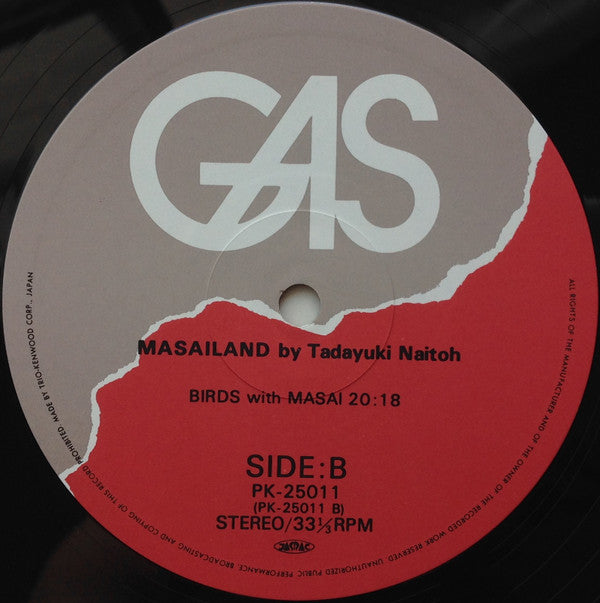 GAS
MASAILAND by Tadayuki Naitoh
BIRDS with MASAI 20:18
SIDE:B
PK-25011
(PK-25011 B)
STEREO/33⅓RPM
JASRAC
ALL RIGHTS OF THE MANUFACTURER AND OF THE OWNER OF THE RECORDED WORK RESERVED. UNAUTHORIZED PUBLIC PERFORMANCE, BROADCASTING AND COPYING OF THIS RECORD PROHIBITED. MADE BY TRIO-KENWOOD CORP., JAPAN